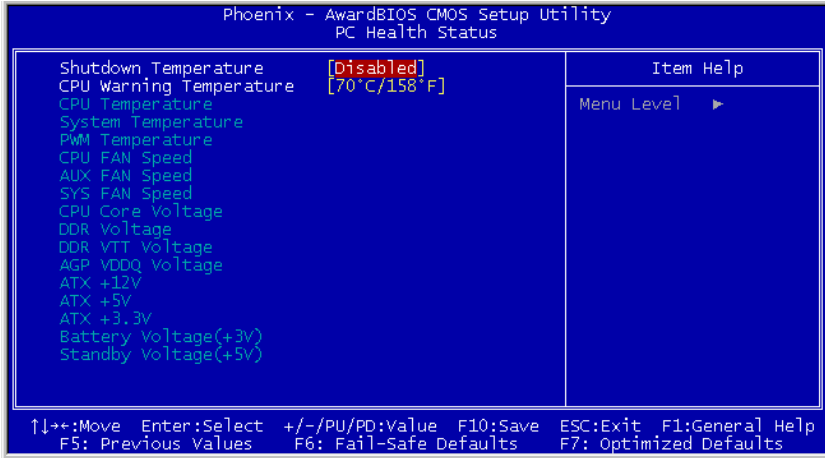 Phoenix - AwardBIOS CMOS Setup Utility
PC Health Status
Shutdown Temperature [Disabled]
CPU Warning Temperature [70°C/158°F]
CPU Temperature
System Temperature
PWM Temperature
CPU FAN Speed
AUX FAN Speed
SYS FAN Speed
CPU Core Voltage
DDR Voltage
DDR VTT Voltage
AGP VDDQ Voltage
ATX +12V
ATX +5V
ATX +3.3V
Battery Voltage(+3V)
Standby Voltage(+5V)
Item Help
Menu Level ►
↑↓→←:Move Enter:Select +/-/PU/PD:Value F10:Save ESC:Exit F1:General Help
F5: Previous Values F6: Fail-Safe Defaults F7: Optimized Defaults